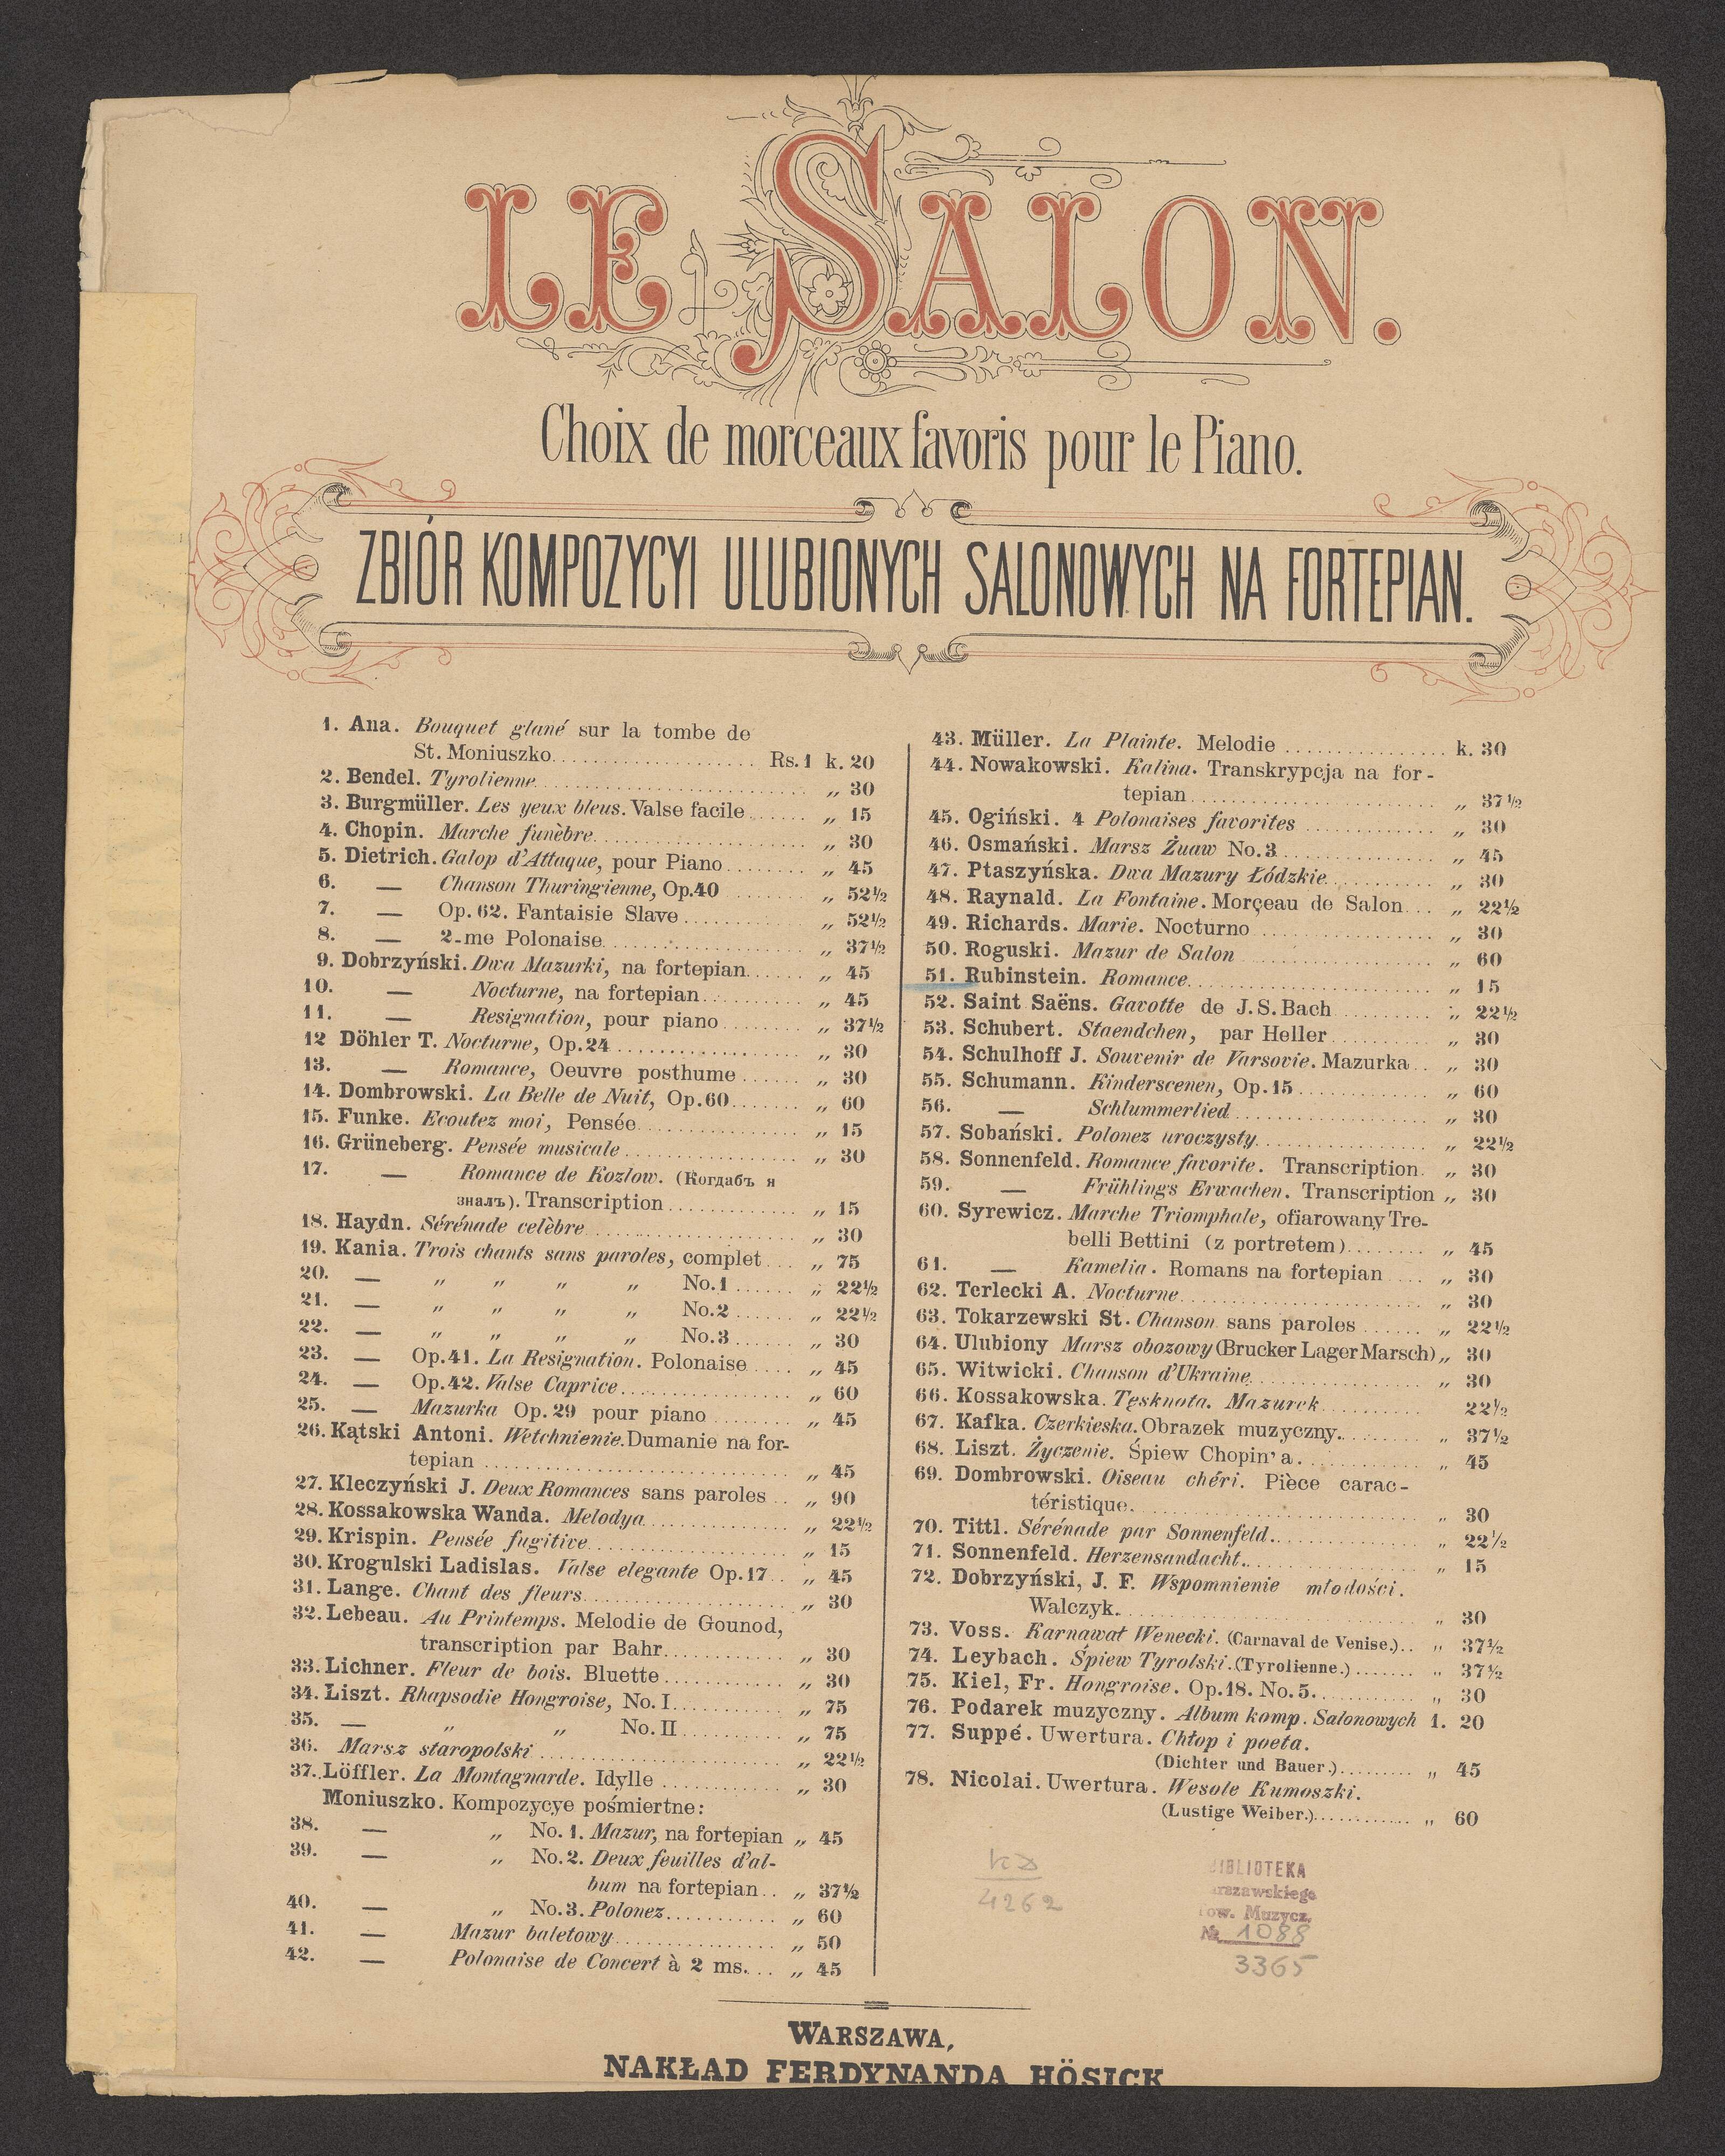 LE SALON.
Choix de morceaux favoris pour le Piano.
ZBIÓR KOMPOZYCYI ULUBIONYCH SALONOWYCH NA FORTEPIAN.
1. Ana. Bouquet glané sur la tombe de
St. Moniuszko.................... Rs. 1 k. 20
2. Bendel. Tyrolienne........................... „ 30
3. Burgmüller. Les yeux bleus. Valse facile...... „ 15
4. Chopin. Marche funèbre..................... „ 30
5. Dietrich. Galop d'Attaque, pour Piano........ „ 45
6. — Chanson Thuringienne, Op. 40 ........ „ 52½
7. — Op. 62. Fantaisie Slave............ „ 52½
8. — 2-me Polonaise.................... „ 37½
9. Dobrzyński. Dwa Mazurki, na fortepian...... „ 45
10. — Nocturne, na fortepian.......... „ 45
11. — Resignation, pour piano........ „ 37½
12 Döhler T. Nocturne, Op. 24 .................. „ 30
13. — Romance, Oeuvre posthume...... „ 30
14. Dombrowski. La Belle de Nuit, Op. 60....... „ 60
15. Funke. Ecoutez moi, Pensée................ „ 15
16. Grüneberg. Pensée musicale ................. „ 30
17. — Romance de Kozlow. (Когдабъ я
зналъ). Transcription............. „ 15
18. Haydn. Sérénade celèbre..................... „ 30
19. Kania. Trois chants sans paroles, complet... „ 75
20. — „ „ „ „ No. 1 ...... „ 22½
21. — „ „ „ „ No. 2 ...... „ 22½
22. — „ „ „ „ No. 3 ...... „ 30
23. — Op. 41. La Resignation. Polonaise.... „ 45
24. — Op. 42. Valse Caprice................. „ 60
25. — Mazurka Op. 29 pour piano ........ „ 45
26. Kątski Antoni. Wetchnienie. Dumanie na for-
tepian ............................... „ 45
27. Kleczyński J. Deux Romances sans paroles .. „ 90
28. Kossakowska Wanda. Melodya.............. „ 22½
29. Krispin. Pensée fugitive.................... „ 15
30. Krogulski Ladislas. Valse elegante Op. 17.. „ 45
31. Lange. Chant des fleurs..................... „ 30
32. Lebeau. Au Printemps. Melodie de Gounod,
transcription par Bahr............ „ 30
33. Lichner. Fleur de bois. Bluette .............. „ 30
34. Liszt. Rhapsodie Hongroise, No. I............ „ 75
35. — „ „ No. II.......... „ 75
36. Marsz staropolski .......................... „ 22½
37. Löffler. La Montagnarde. Idylle ............. „ 30
Moniuszko. Kompozycye pośmiertne:
38. — „ No. 1. Mazur, na fortepian „ 45
39. — „ No. 2. Deux feuilles d'al-
bum na fortepian.. „ 37½
40. — „ No. 3. Polonez........... „ 60
41. — Mazur baletowy................ „ 50
42. — Polonaise de Concert à 2 ms.... „ 45
43. Müller. La Plainte. Melodie ................ k. 30
44. Nowakowski. Kalina. Transkrypcja na for-
tepian......................... „ 37½
45. Ogiński. 4 Polonaises favorites ............. „ 30
46. Osmański. Marsz Żuaw No. 3............... „ 45
47. Ptaszyńska. Dwa Mazury Łódzkie........... „ 30
48. Raynald. La Fontaine. Morçeau de Salon... „ 22½
49. Richards. Marie. Nocturno ................. „ 30
50. Roguski. Mazur de Salon .................... „ 60
51. Rubinstein. Romance......................... „ 15
52. Saint Saëns. Gavotte de J. S. Bach ......... „ 22½
53. Schubert. Staendchen, par Heller........... „ 30
54. Schulhoff J. Souvenir de Varsovie. Mazurka.. „ 30
55. Schumann. Kinderscenen, Op. 15............. „ 60
56. — Schlummerlied.................... „ 30
57. Sobański. Polonez uroczysty................. „ 22½
58. Sonnenfeld. Romance favorite. Transcription. „ 30
59. — Frühlings Erwachen. Transcription „ 30
60. Syrewicz. Marche Triomphale, ofiarowany Tre-
belli Bettini (z portretem)........ „ 45
61. — Kamelia. Romans na fortepian .... „ 30
62. Terlecki A. Nocturne........................ „ 30
63. Tokarzewski St. Chanson sans paroles ...... „ 22½
64. Ulubiony Marsz obozowy (Brucker Lager Marsch) „ 30
65. Witwicki. Chanson d'Ukraine................. „ 30
66. Kossakowska. Tęsknota. Mazurek.......... 22½
67. Kafka. Czerkieska. Obrazek muzyczny........ „ 37½
68. Liszt. Życzenie. Śpiew Chopin'a............. „ 45
69. Dombrowski. Oiseau chéri. Pièce carac-
téristique............................ „ 30
70. Tittl. Sérénade par Sonnenfeld............... „ 22½
71. Sonnenfeld. Herzensandacht................. „ 15
72. Dobrzyński, J. F. Wspomnienie młodości.
Walczyk............................. „ 30
73. Voss. Karnawał Wenecki. (Carnaval de Venise.).. „ 37½
74. Leybach. Śpiew Tyrolski. (Tyrolienne.)....... „ 37½
75. Kiel, Fr. Hongroise. Op. 18. No. 5............ „ 30
76. Podarek muzyczny. Album komp. Salonowych 1. 20
77. Suppé. Uwertura. Chłop i poeta.
(Dichter und Bauer.)......... „ 45
78. Nicolai. Uwertura. Wesołe Kumoszki.
(Lustige Weiber.)............ „ 60
4262
BIBLIOTEKA
Warszawskiego
Tow. Muzycz.
№ 1088
3365
WARSZAWA,
NAKŁAD FERDYNANDA HÖSICK